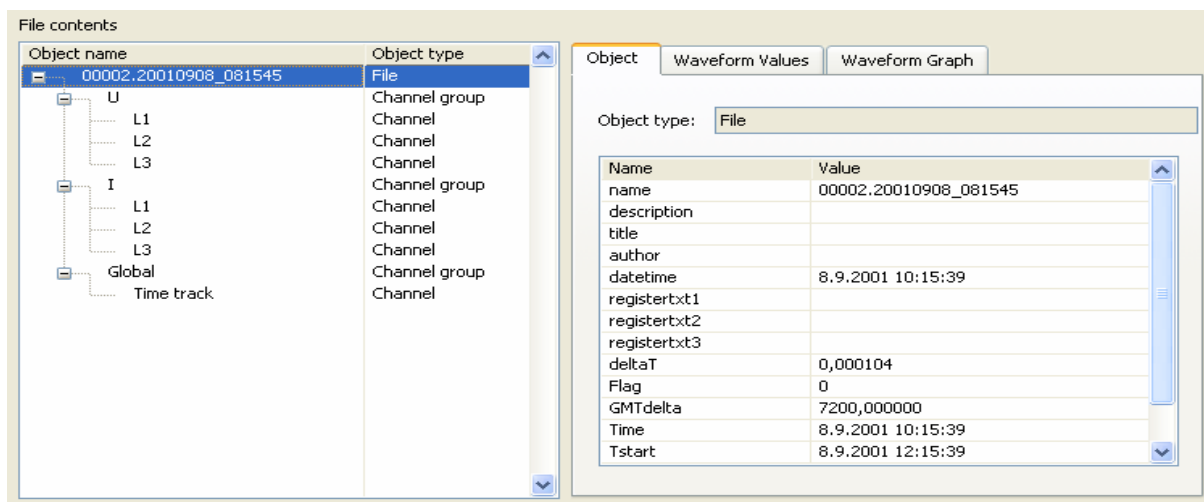 File contents
Object name Object type
00002.20010908_081545 File
U Channel group
L1 Channel
L2 Channel
L3 Channel
I Channel group
L1 Channel
L2 Channel
L3 Channel
Global Channel group
Time track Channel
Object Waveform Values Waveform Graph
Object type: File
Name Value
name 00002.20010908_081545
description
title
author
datetime 8.9.2001 10:15:39
registertxt1
registertxt2
registertxt3
deltaT 0,000104
Flag 0
GMTdelta 7200,000000
Time 8.9.2001 10:15:39
Tstart 8.9.2001 12:15:39